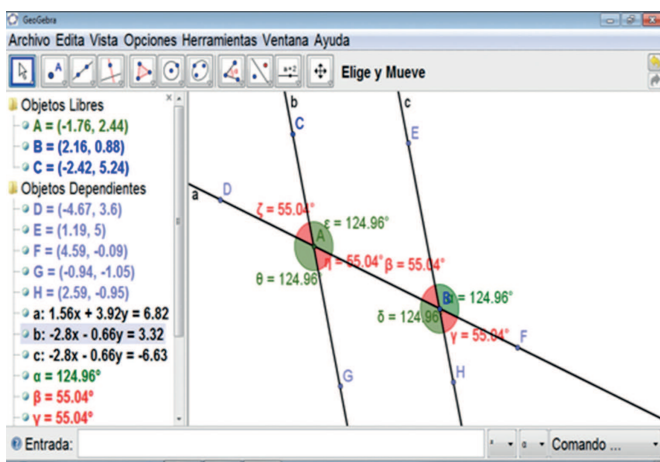 GeoGebra
Archivo Edita Vista Opciones Herramientas Ventana Ayuda
A
a=2
Elige y Mueve
Objetos Libres
A = (-1.76, 2.44)
B = (2.16, 0.88)
C = (-2.42, 5.24)
Objetos Dependientes
D = (-4.67, 3.6)
E = (1.19, 5)
F = (4.59, -0.09)
G = (-0.94, -1.05)
H = (2.59, -0.95)
a: 1.56x + 3.92y = 6.82
b: -2.8x - 0.66y = 3.32
c: -2.8x - 0.66y = -6.63
α = 124.96º
β = 55.04º
γ = 55.04º
b
c
C
E
a
D
ζ = 55.04°
ε = 124.96°
A
η = 55.04°
β = 55.04°
θ = 124.96°
B
α = 124.96°
δ = 124.96°
γ = 55.04°
F
G
H
Entrada:
α
Comando ...